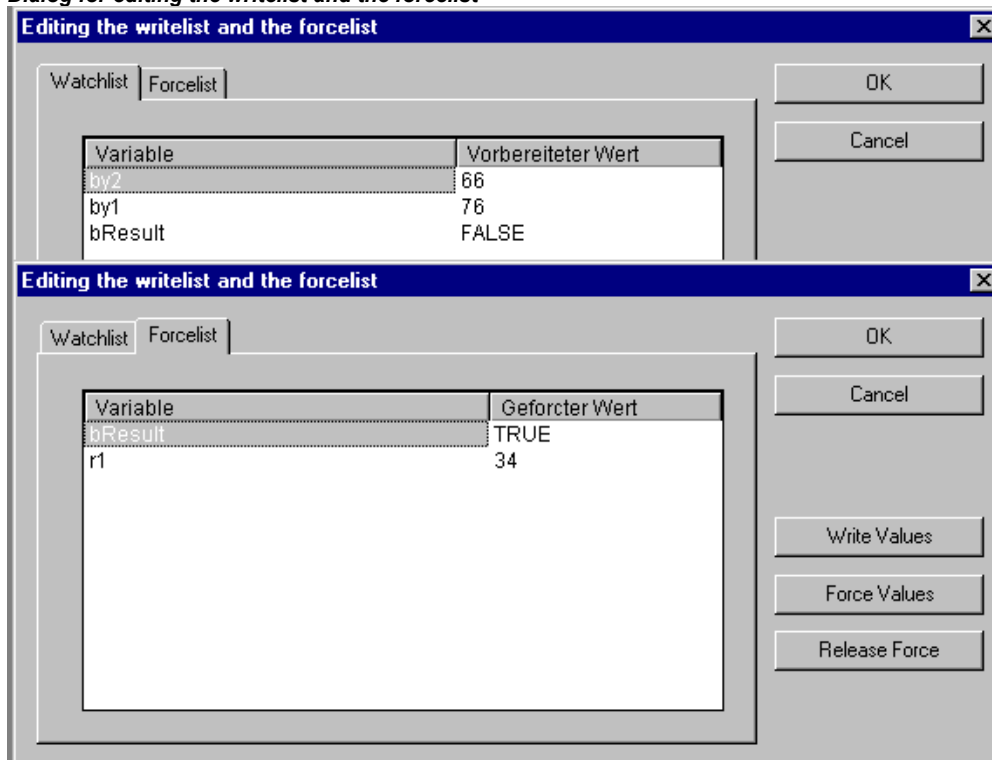 Dialog for editing the writelist and the forcelist
Editing the writelist and the forcelist
Watchlist Forcelist
OK
Cancel
Variable Vorbereiteter Wert
by2 66
by1 76
bResult FALSE
Editing the writelist and the forcelist
Watchlist Forcelist
OK
Cancel
Variable Geforcter Wert
bResult TRUE
r1 34
Write Values
Force Values
Release Force